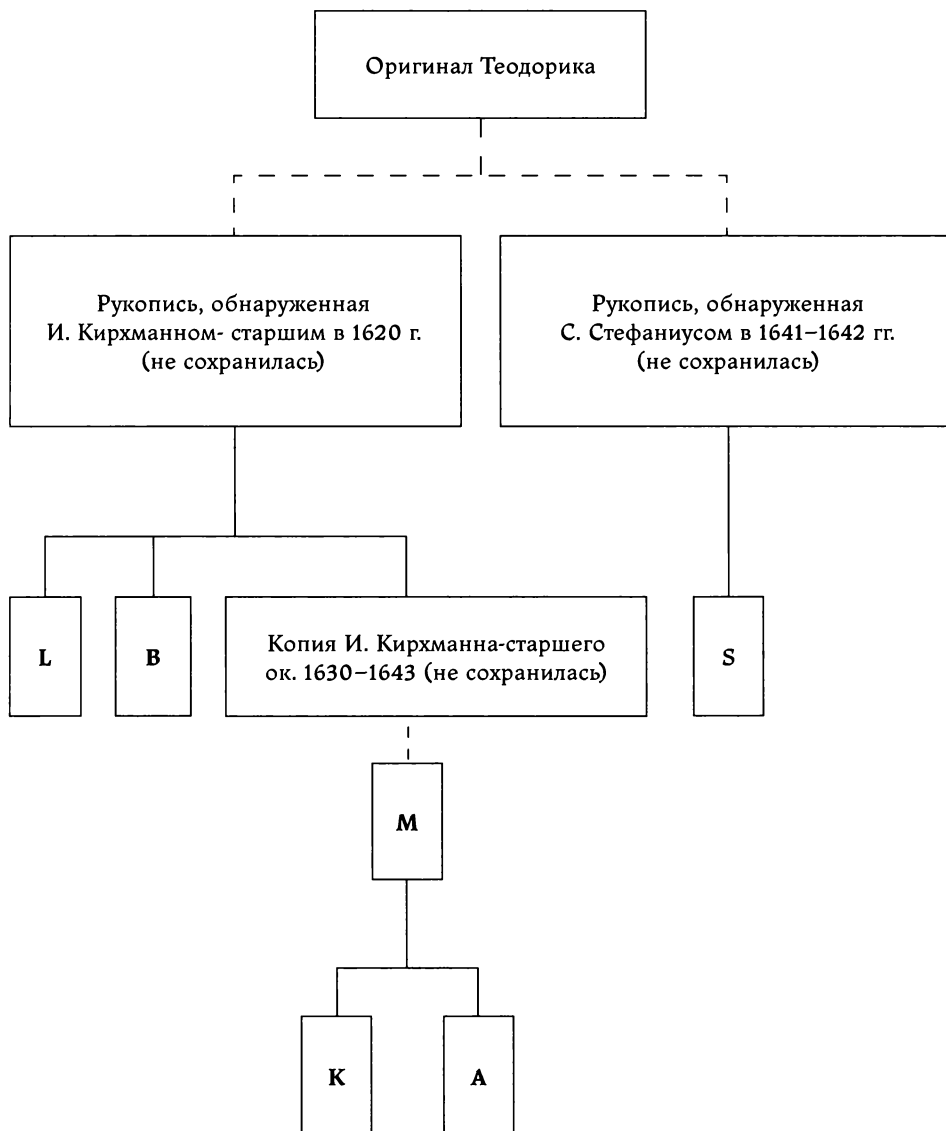 Оригинал Теодорика
Рукопись, обнаруженная
И. Кирхманном- старшим в 1620 г.
(не сохранилась)
Рукопись, обнаруженная
С. Стефаниусом в 1641–1642 гг.
(не сохранилась)
L
B
Копия И. Кирхманна-старшего
ок. 1630–1643 (не сохранилась)
S
M
K
A